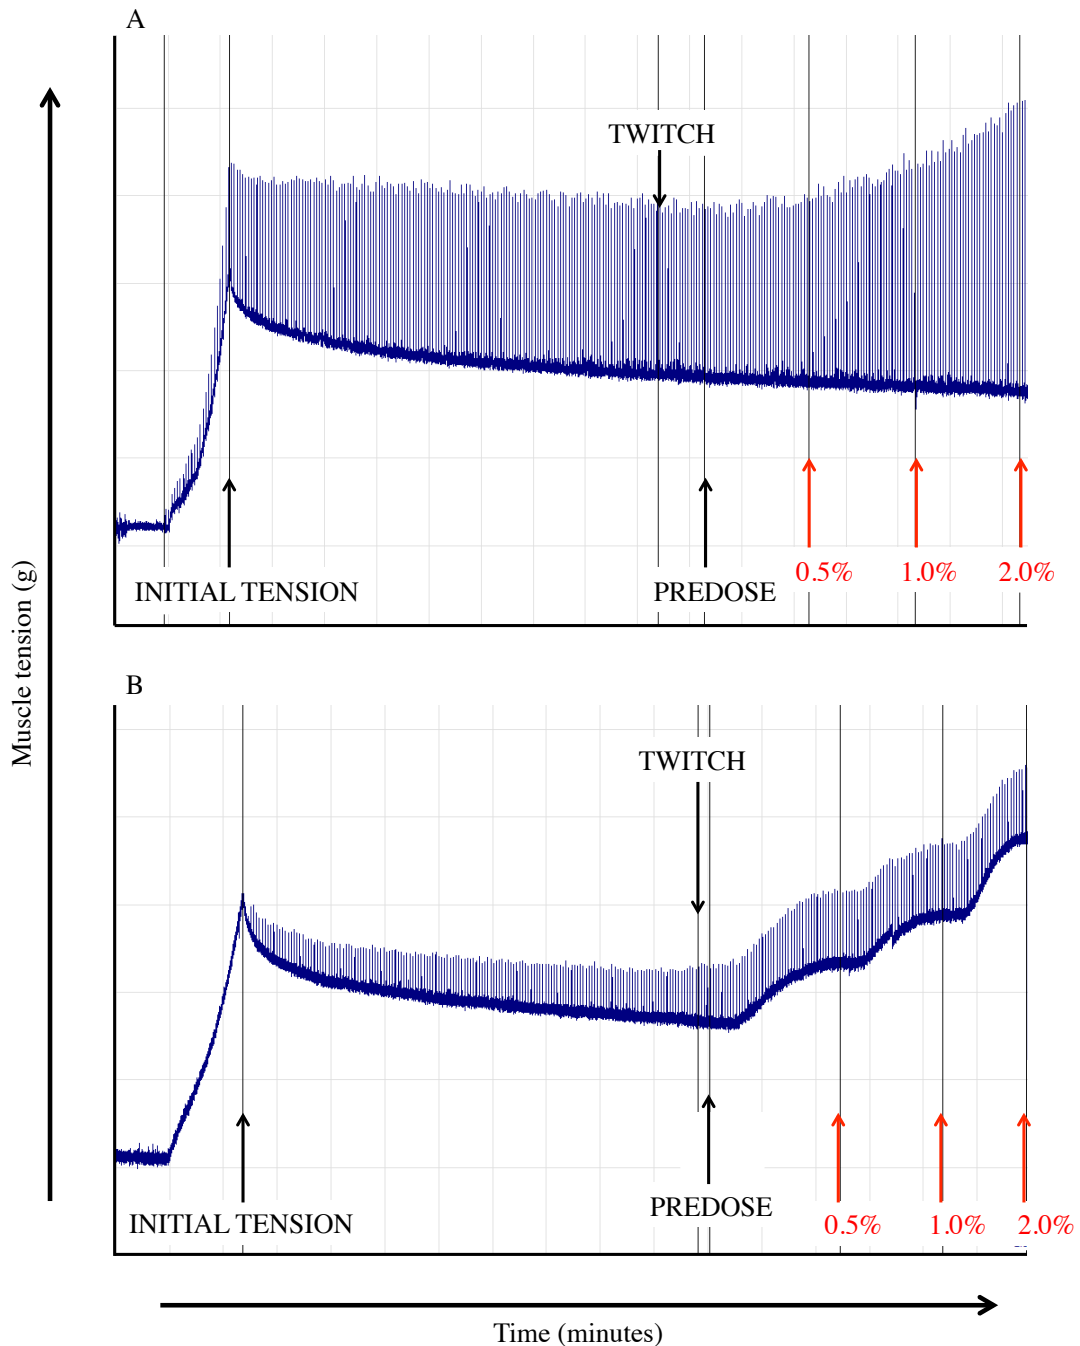 A
TWITCH
0.5% 1.0% 2.0%
INITIAL TENSION PREDOSE
Muscle tension (g)
B
TWITCH
PREDOSE
INITIAL TENSION 0.5% 1.0% 2.0%
Time (minutes)